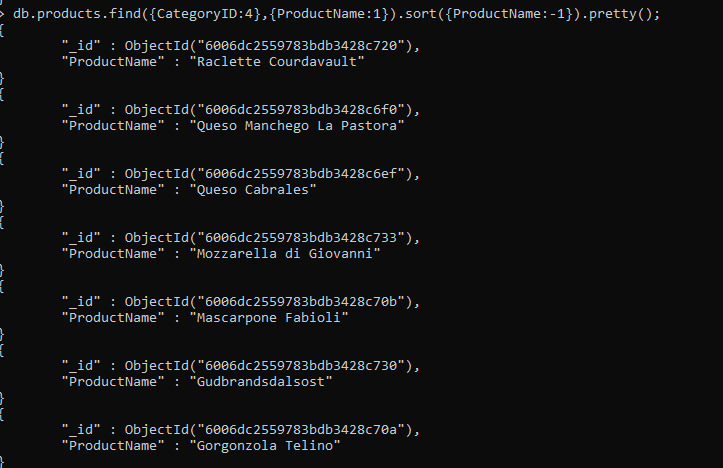 > db.products.find({CategoryID:4},{ProductName:1}).sort({ProductName:-1}).pretty();
{
"_id" : ObjectId("6006dc2559783bdb3428c720"),
"ProductName" : "Raclette Courdavault"
}
{
"_id" : ObjectId("6006dc2559783bdb3428c6f0"),
"ProductName" : "Queso Manchego La Pastora"
}
{
"_id" : ObjectId("6006dc2559783bdb3428c6ef"),
"ProductName" : "Queso Cabrales"
}
{
"_id" : ObjectId("6006dc2559783bdb3428c733"),
"ProductName" : "Mozzarella di Giovanni"
}
{
"_id" : ObjectId("6006dc2559783bdb3428c70b"),
"ProductName" : "Mascarpone Fabioli"
}
{
"_id" : ObjectId("6006dc2559783bdb3428c730"),
"ProductName" : "Gudbrandsdalsost"
}
{
"_id" : ObjectId("6006dc2559783bdb3428c70a"),
"ProductName" : "Gorgonzola Telino"
}